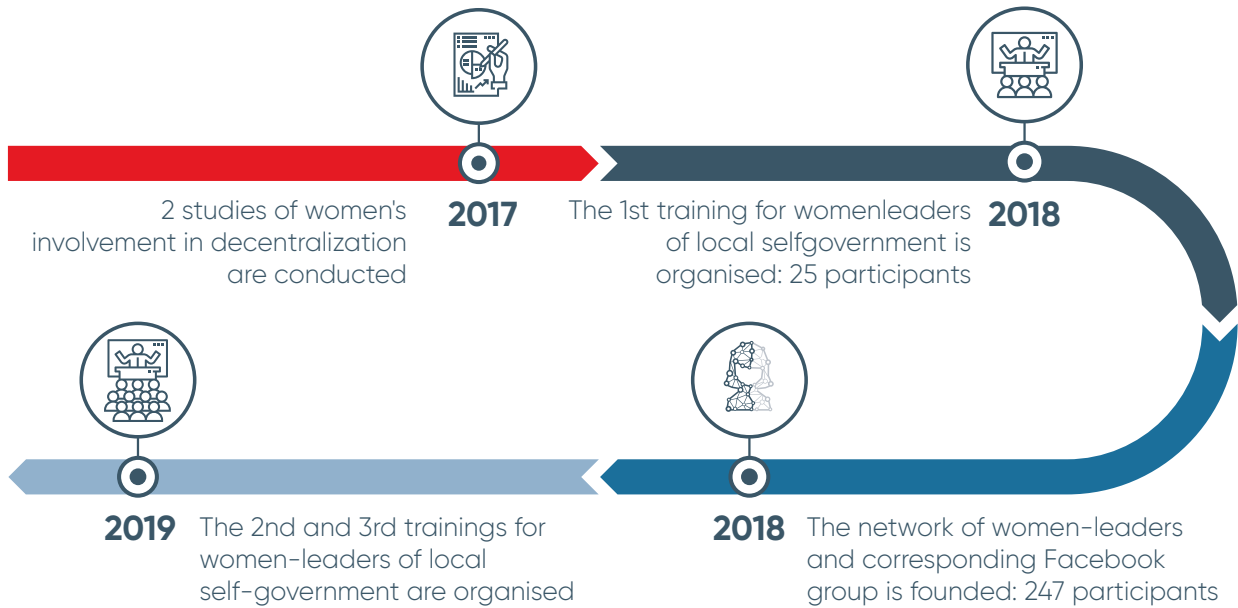 2 studies of women's
involvement in decentralization
are conducted
2017
The 1st training for womenleaders
of local selfgovernment is
organised: 25 participants
2018
2018
The network of women-leaders
and corresponding Facebook
group is founded: 247 participants
2019
The 2nd and 3rd trainings for
women-leaders of local
self-government are organised